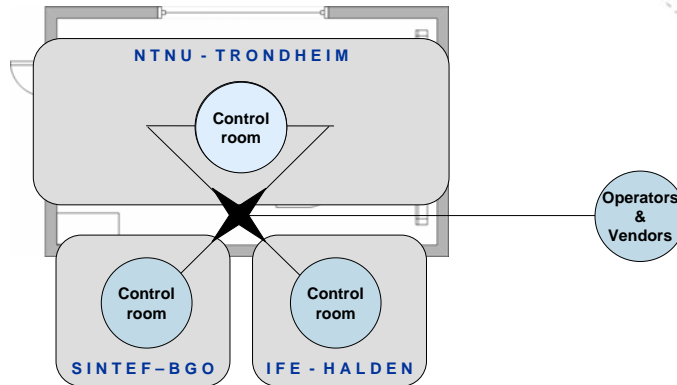 NTNU - TRONDHEIM
Control
room
Operators
&
Vendors
Control
room
Control
room
SINTEF–BGO
IFE - HALDEN